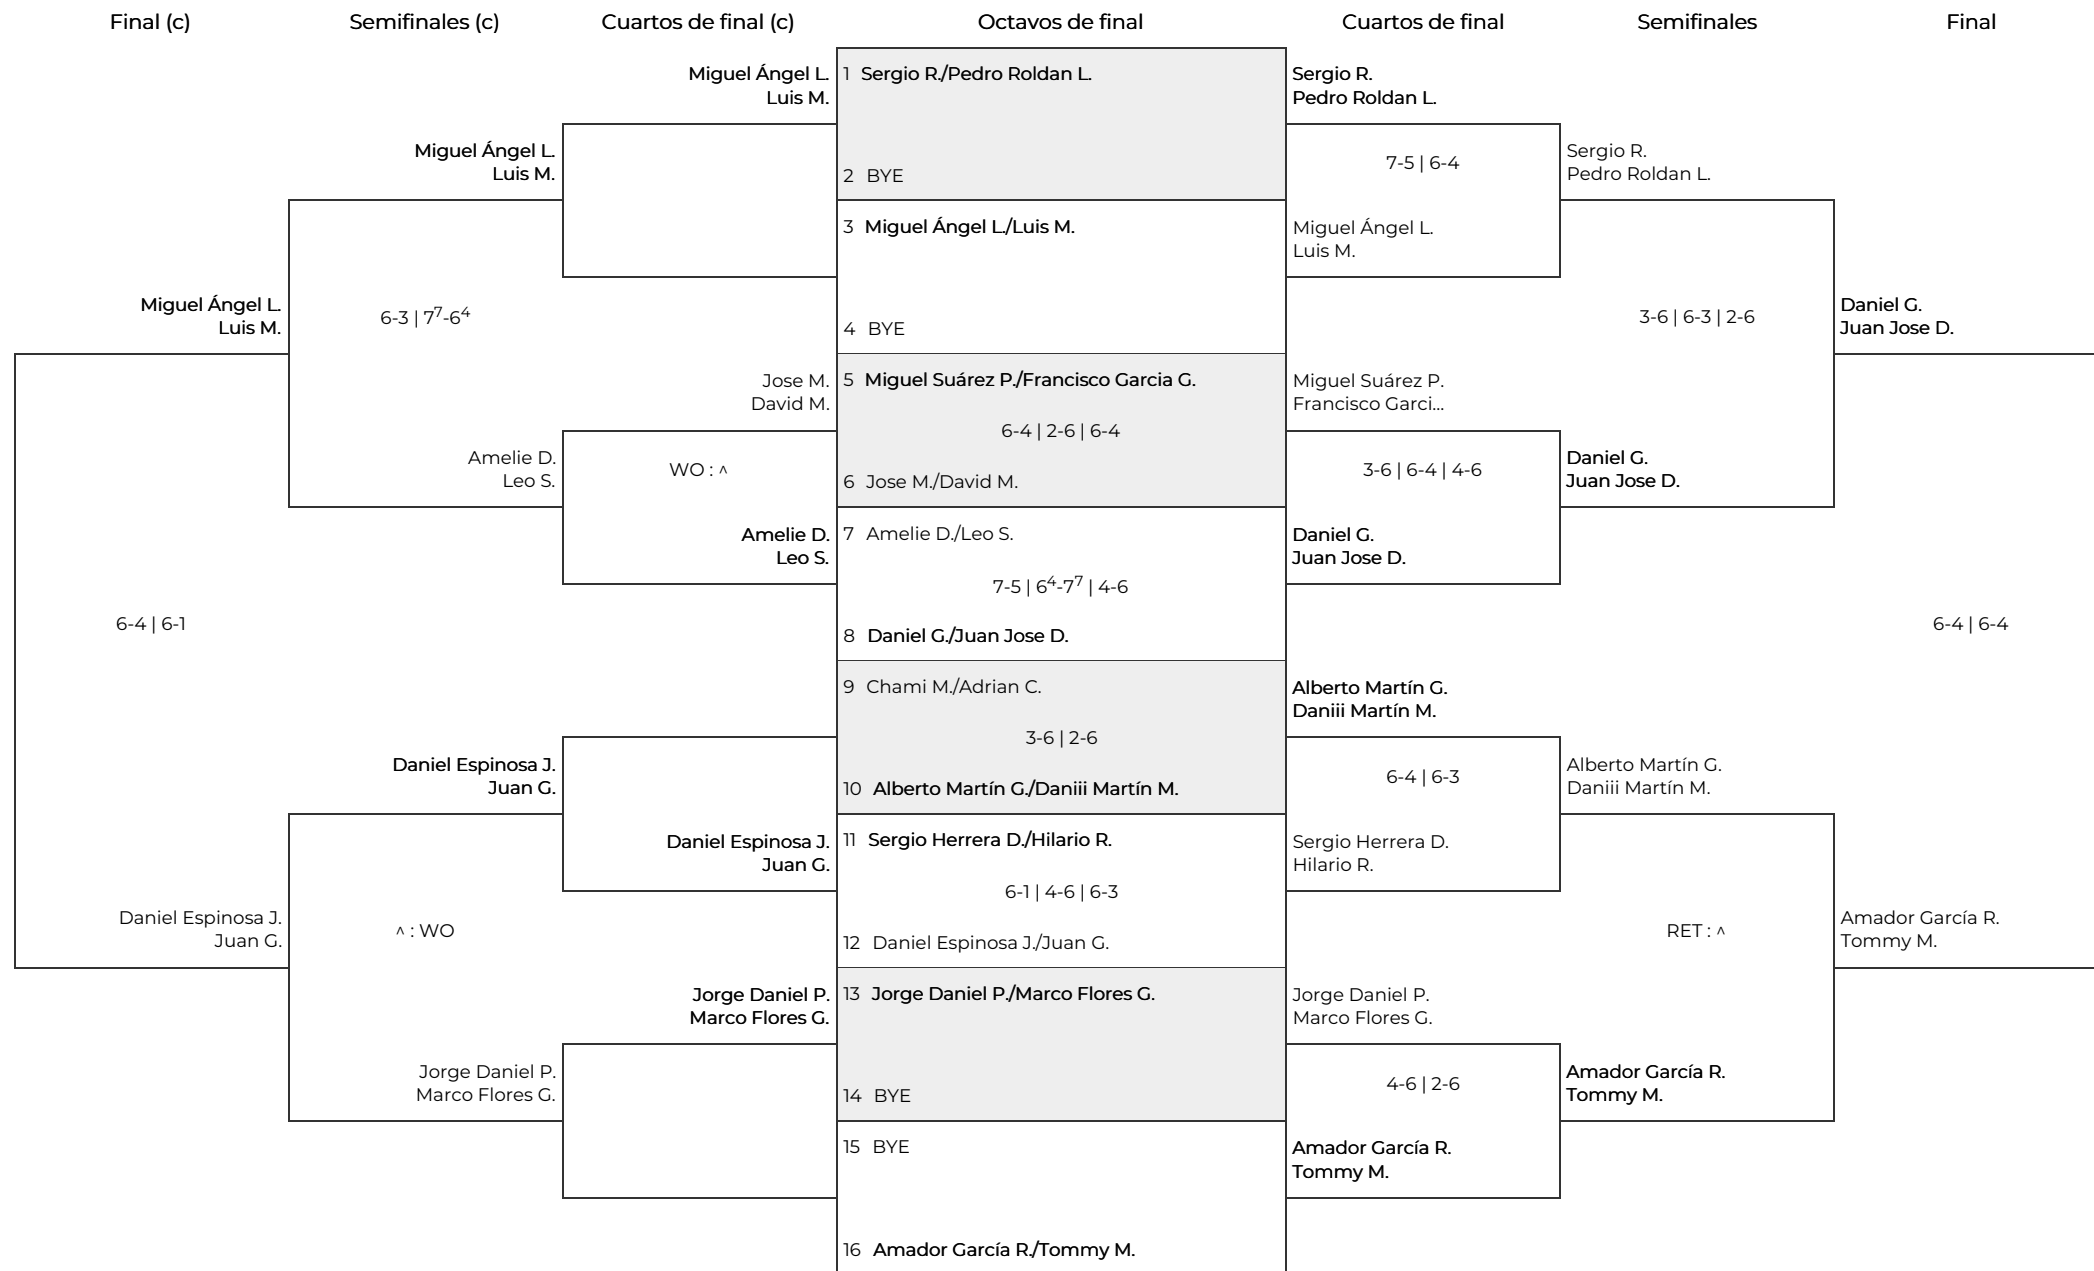 Final (c)
Semifinales (c)
Cuartos de final (c)
Octavos de final
Cuartos de final
Semifinales
Final
Miguel Ángel L.
Luis M.
6-4 | 6-1
Daniel Espinosa J.
Juan G.
Miguel Ángel L.
Luis M.
6-3 | 7⁷-6⁴
Amelie D.
Leo S.
Daniel Espinosa J.
Juan G.
^ : WO
Jorge Daniel P.
Marco Flores G.
Miguel Ángel L.
Luis M.
Jose M.
David M.
WO : ^
Amelie D.
Leo S.
Daniel Espinosa J.
Juan G.
Jorge Daniel P.
Marco Flores G.
1 Sergio R./Pedro Roldan L.
2 BYE
3 Miguel Ángel L./Luis M.
4 BYE
5 Miguel Suárez P./Francisco Garcia G.
6-4 | 2-6 | 6-4
6 Jose M./David M.
7 Amelie D./Leo S.
7-5 | 6⁴-7⁷ | 4-6
8 Daniel G./Juan Jose D.
9 Chami M./Adrian C.
3-6 | 2-6
10 Alberto Martín G./Daniii Martín M.
11 Sergio Herrera D./Hilario R.
6-1 | 4-6 | 6-3
12 Daniel Espinosa J./Juan G.
13 Jorge Daniel P./Marco Flores G.
14 BYE
15 BYE
16 Amador García R./Tommy M.
Sergio R.
Pedro Roldan L.
7-5 | 6-4
Miguel Ángel L.
Luis M.
Miguel Suárez P.
Francisco Garci...
3-6 | 6-4 | 4-6
Daniel G.
Juan Jose D.
Alberto Martín G.
Daniii Martín M.
6-4 | 6-3
Sergio Herrera D.
Hilario R.
Jorge Daniel P.
Marco Flores G.
4-6 | 2-6
Amador García R.
Tommy M.
Sergio R.
Pedro Roldan L.
3-6 | 6-3 | 2-6
Daniel G.
Juan Jose D.
Alberto Martín G.
Daniii Martín M.
RET : ^
Amador García R.
Tommy M.
Daniel G.
Juan Jose D.
6-4 | 6-4
Amador García R.
Tommy M.